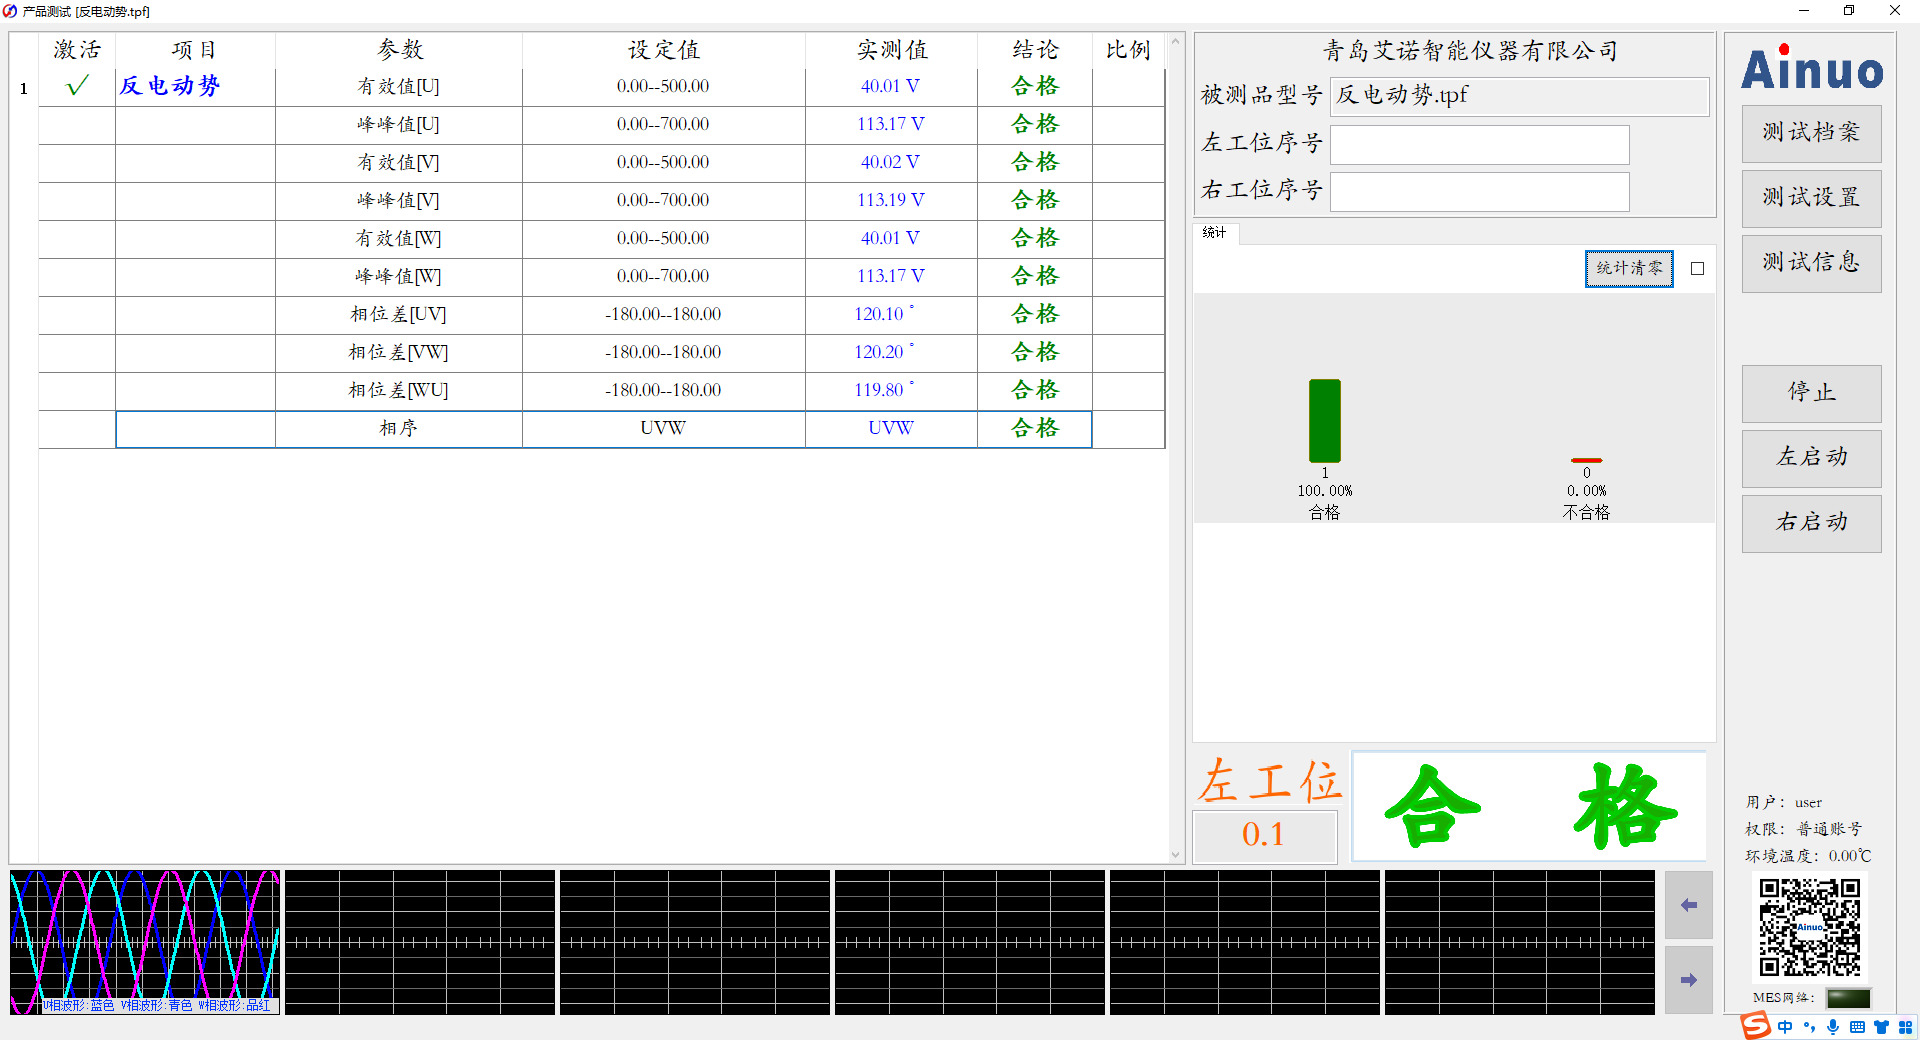 产品测试 [反电动势.tpf]
激活 项目 参数 设定值 实测值 结论 比例
1 √ 反电动势 有效值[U] 0.00--500.00 40.01 V 合格
峰峰值[U] 0.00--700.00 113.17 V 合格
有效值[V] 0.00--500.00 40.02 V 合格
峰峰值[V] 0.00--700.00 113.19 V 合格
有效值[W] 0.00--500.00 40.01 V 合格
峰峰值[W] 0.00--700.00 113.17 V 合格
相位差[UV] -180.00--180.00 120.10 ° 合格
相位差[VW] -180.00--180.00 120.20 ° 合格
相位差[WU] -180.00--180.00 119.80 ° 合格
相序 UVW UVW 合格
青岛艾诺智能仪器有限公司
被测品型号 反电动势.tpf
左工位序号
右工位序号
统计
统计清零
1
100.00%
合格
0
0.00%
不合格
左工位
0.1
合 格
Ainuo
测试档案
测试设置
测试信息
停止
左启动
右启动
用户： user
权限： 普通账号
环境温度： 0.00℃
Ainuo
MES网络：
U相波形:蓝色 V相波形:青色 W相波形:品红
S 中